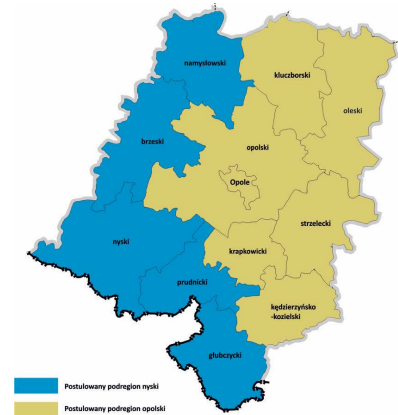 namysłowski
kluczborski
oleski
brzeski
opolski
Opole
strzelecki
nyski
krapkowicki
prudnicki
kędzierzyńsko
-kozielski
głubczycki
Postulowany podregion nyski
Postulowany podregion opolski